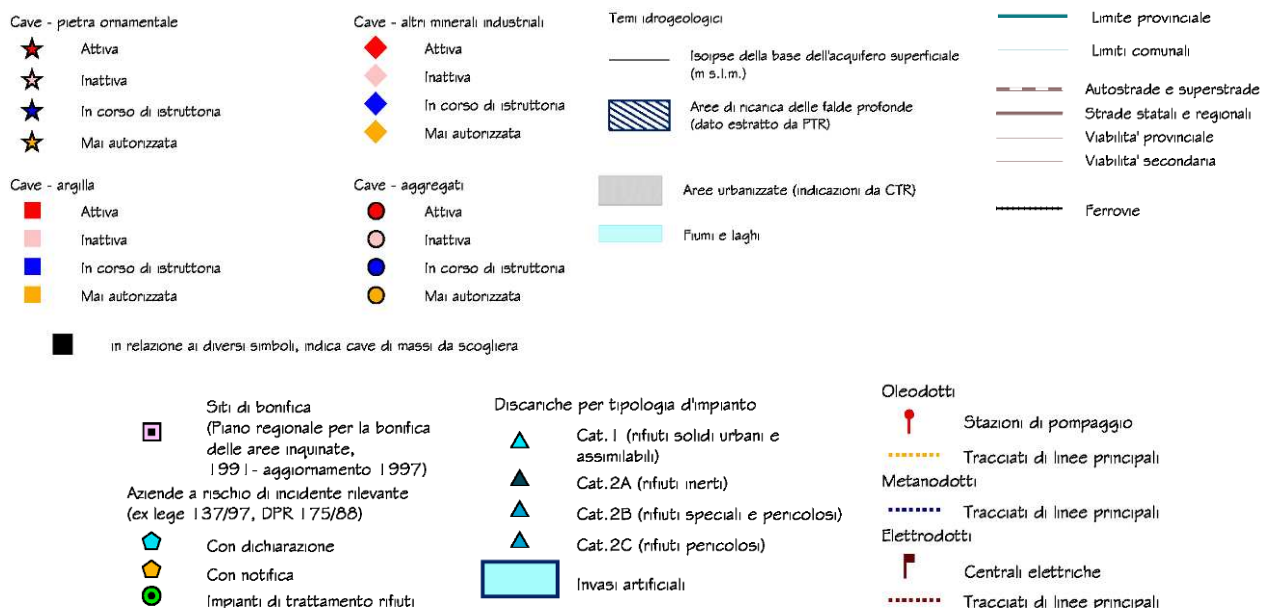 Cave - pietra ornamentale
Attiva
Inattiva
In corso di istruttoria
Mai autorizzata
Cave - argilla
Attiva
Inattiva
In corso di istruttoria
Mai autorizzata
Cave - altri minerali industriali
Attiva
Inattiva
In corso di istruttoria
Mai autorizzata
Cave - aggregati
Attiva
Inattiva
In corso di istruttoria
Mai autorizzata
in relazione ai diversi simboli, indica cave di massi da scogliera
Temi idrogeologici
Isoipse della base dell'acquifero superficiale
(m s.l.m.)
Aree di ricarica delle falde profonde
(dato estratto da PTR)
Aree urbanizzate (indicazioni da CTR)
Fiumi e laghi
Limite provinciale
Limiti comunali
Autostrade e superstrade
Strade statali e regionali
Viabilita' provinciale
Viabilita' secondaria
Ferrovie
Siti di bonifica
(Piano regionale per la bonifica
delle aree inquinate,
1991- aggiornamento 1997)
Aziende a rischio di incidente rilevante
(ex lege 137/97, DPR 175/88)
Con dichiarazione
Con notifica
Impianti di trattamento rifiuti
Discariche per tipologia d'impianto
Cat.1 (rifiuti solidi urbani e
assimilabili)
Cat.2A (rifiuti inerti)
Cat.2B (rifiuti speciali e pericolosi)
Cat.2C (rifiuti pericolosi)
Invasi artificiali
Oleodotti
Stazioni di pompaggio
Tracciati di linee principali
Metanodotti
Tracciati di linee principali
Elettrodotti
Centrali elettriche
Tracciati di linee principali